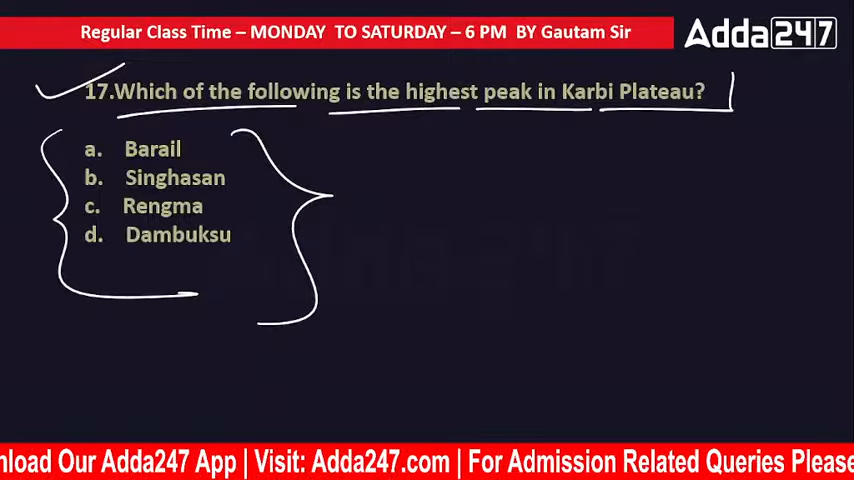 Regular Class Time – MONDAY TO SATURDAY – 6 PM BY Gautam Sir
Adda247
17.Which of the following is the highest peak in Karbi Plateau?
a. Barail
b. Singhasan
c. Rengma
d. Dambuksu
nload Our Adda247 App | Visit: Adda247.com | For Admission Related Queries Please